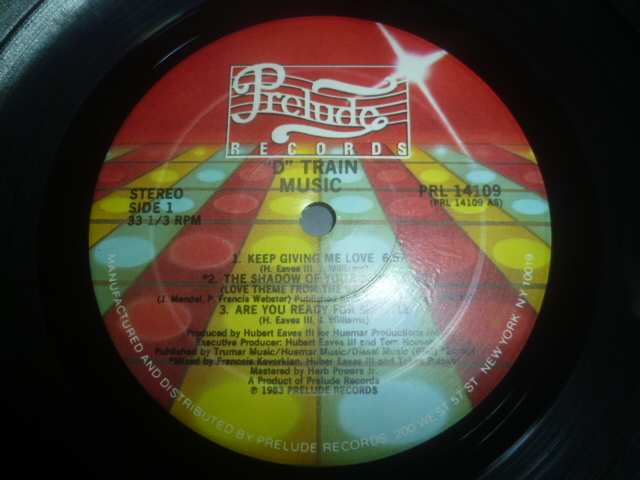 Prelude
RECORDS
"D" TRAIN
MUSIC
STEREO
SIDE 1
33 1/3 RPM
PRL 14109
(PRL 14109 AS)
1. KEEP GIVING ME LOVE 6:5
(H. Eaves III, J. Williams)
*2. THE SHADOW OF YOUR
(LOVE THEME FROM THE
(J. Mandel, P. Francis Webster) Published
3. ARE YOU READY FOR
(H. Eaves III, J. Williams)
Produced by Hubert Eaves III for Huemar Productions Inc.
Executive Producer: Hubert Eaves III and Tom Hoover
Published by Trumar Music/Huemar Music/Diesel Music
*Mixed by Francois Kevorkian, Hubert Eaves III and
Mastered by Herb Powers Jr.
A Product of Prelude Records
℗ 1983 PRELUDE RECORDS
MANUFACTURED AND DISTRIBUTED BY PRELUDE RECORDS, 200 WEST 57 ST NEW YORK, NY 10019